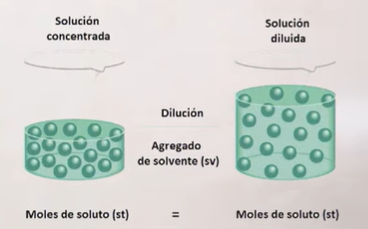 Solución
concentrada
Solución
diluida
Dilución
Agregado
de solvente (sv)
Moles de soluto (st)
=
Moles de soluto (st)